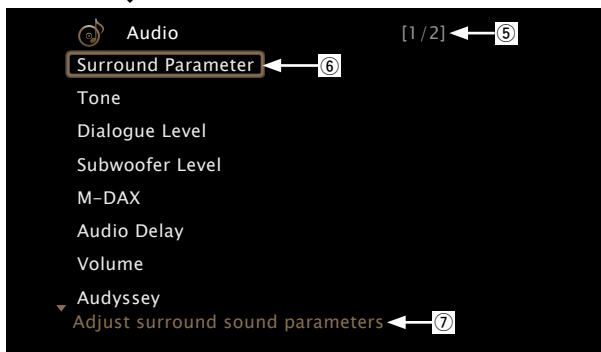 Audio [1/2] ⑤
Surround Parameter ⑥
Tone
Dialogue Level
Subwoofer Level
M-DAX
Audio Delay
Volume
Audyssey
Adjust surround sound parameters ⑦